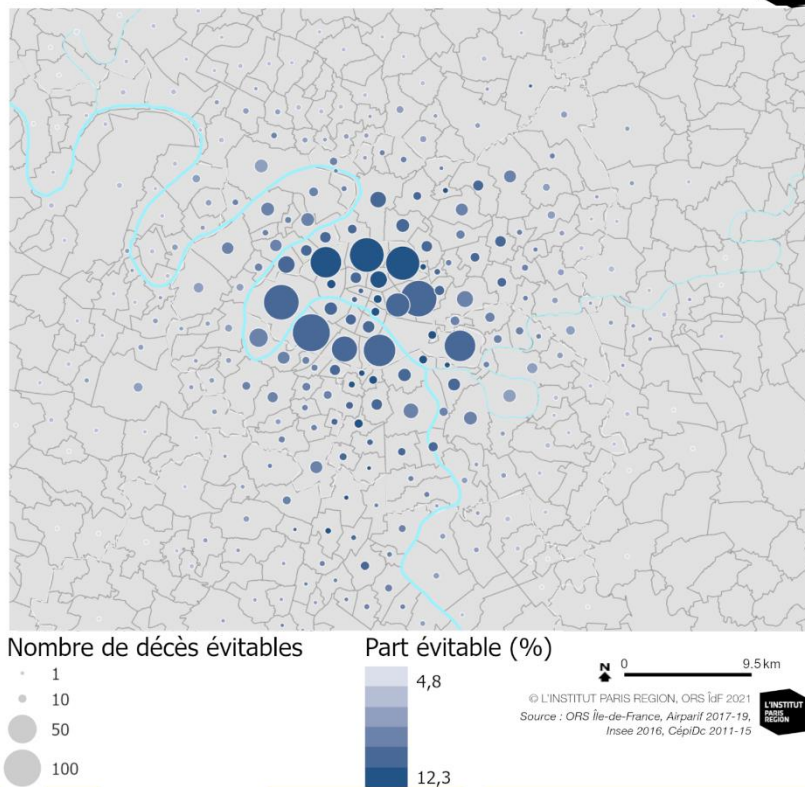 Nombre de décès évitables
1
10
50
100
Part évitable (%)
4,8
12,3
N
0 9.5 km
© L'INSTITUT PARIS REGION, ORS ÎdF 2021
Source : ORS Île-de-France, Airparif 2017-19,
Insee 2016, CépiDc 2011-15
L'INSTITUT
PARIS
REGION